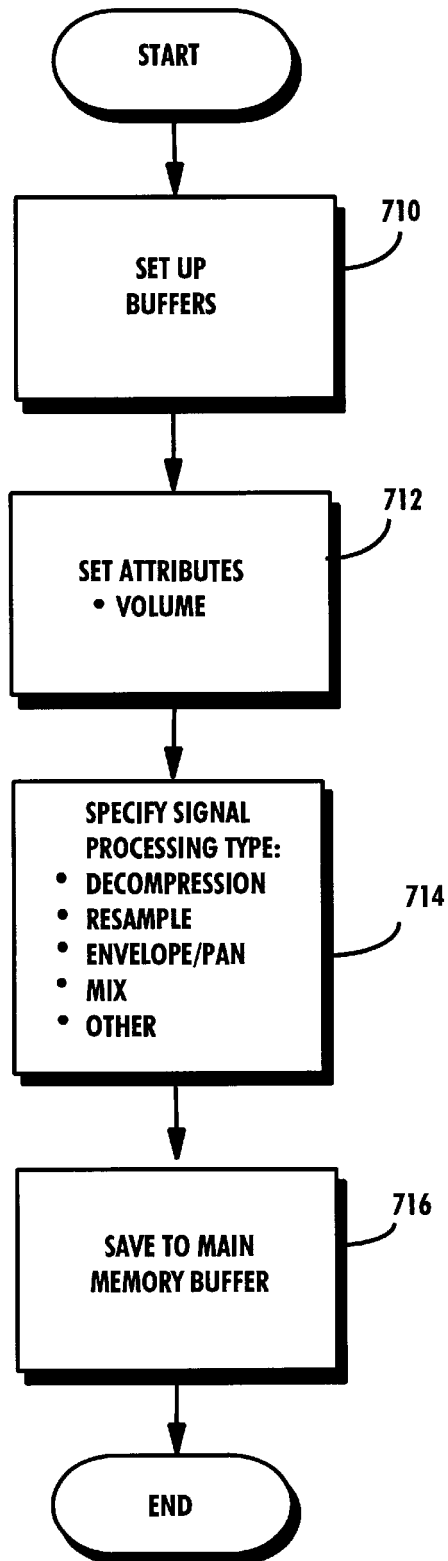 START
710
SET UP
BUFFERS
712
SET ATTRIBUTES
• VOLUME
SPECIFY SIGNAL
PROCESSING TYPE:
• DECOMPRESSION
• RESAMPLE
• ENVELOPE/PAN
• MIX
• OTHER
714
716
SAVE TO MAIN
MEMORY BUFFER
END